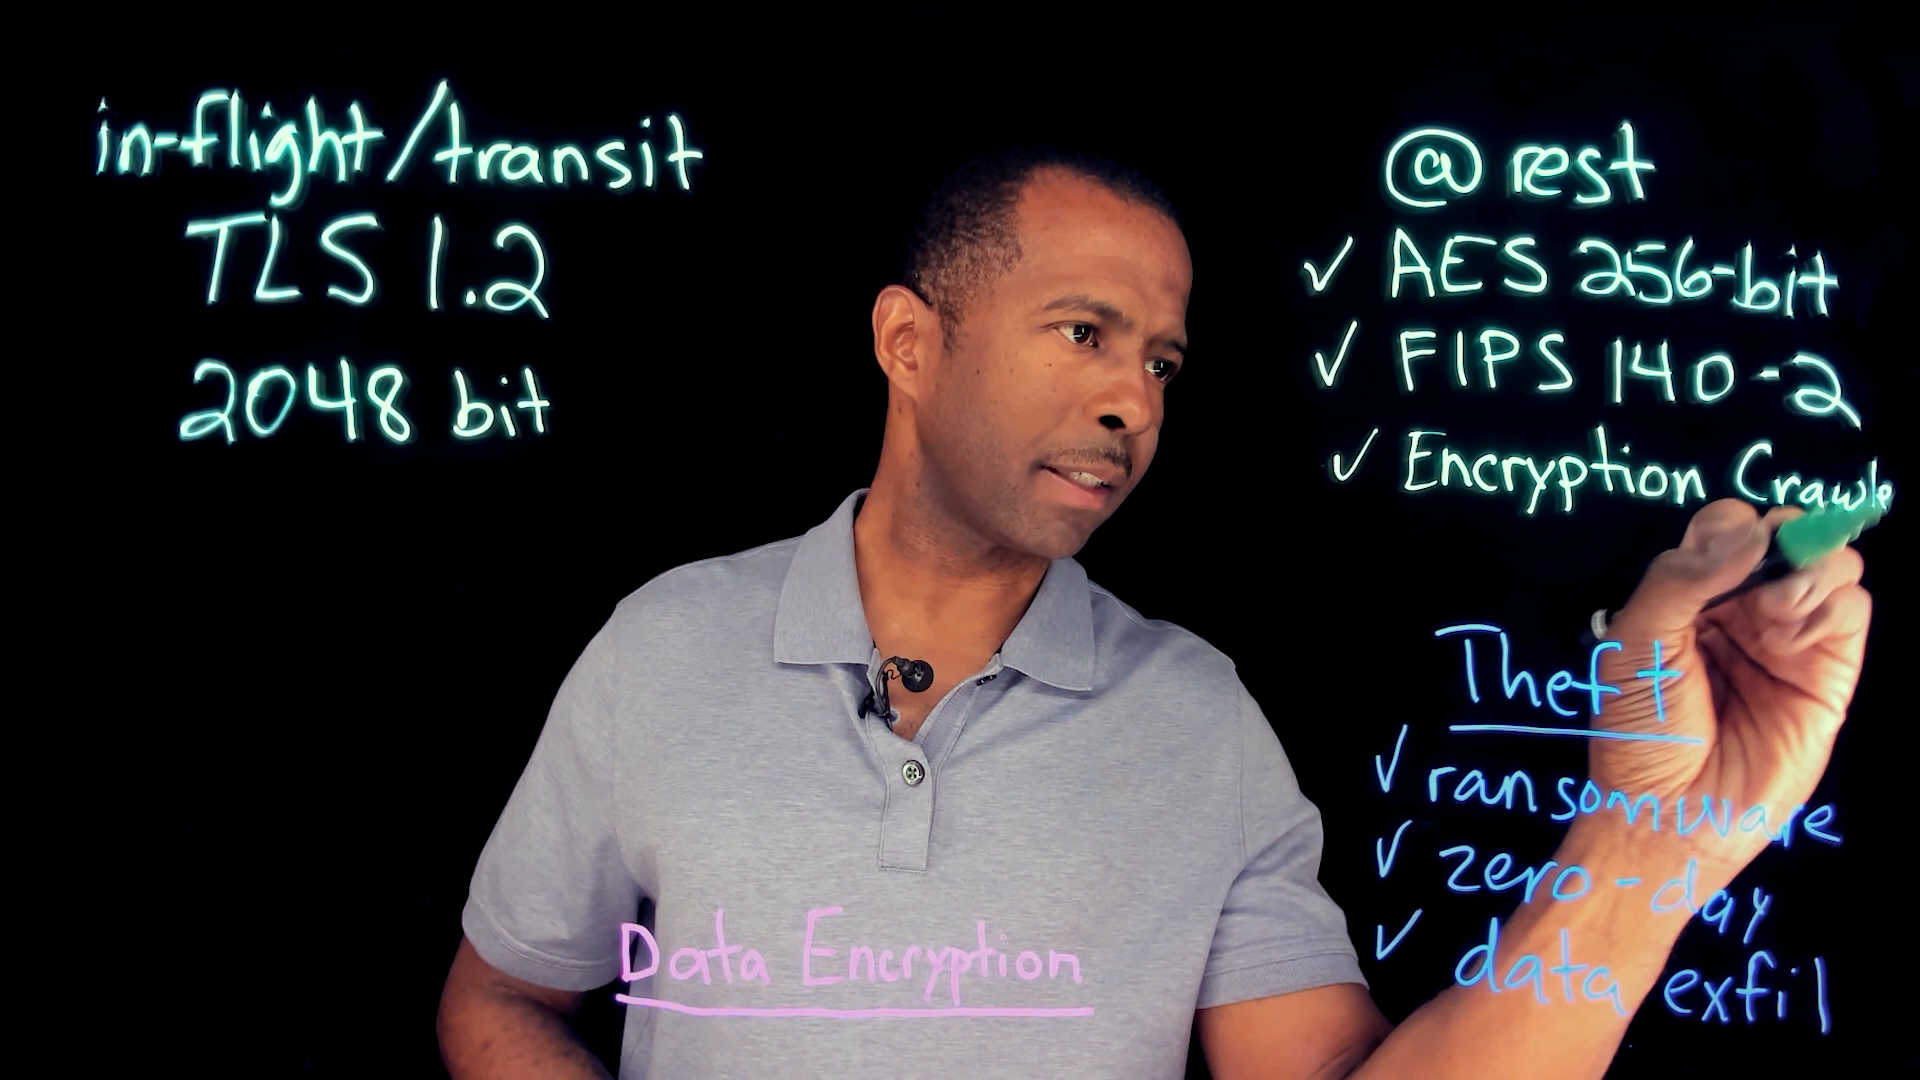 in-flight/transit
TLS 1.2
2048 bit
@ rest
✓ AES 256-bit
✓ FIPS 140-2
✓ Encryption Crawle
Theft
✓ ransomware
✓ zero-day
✓ data exfil
Data Encryption